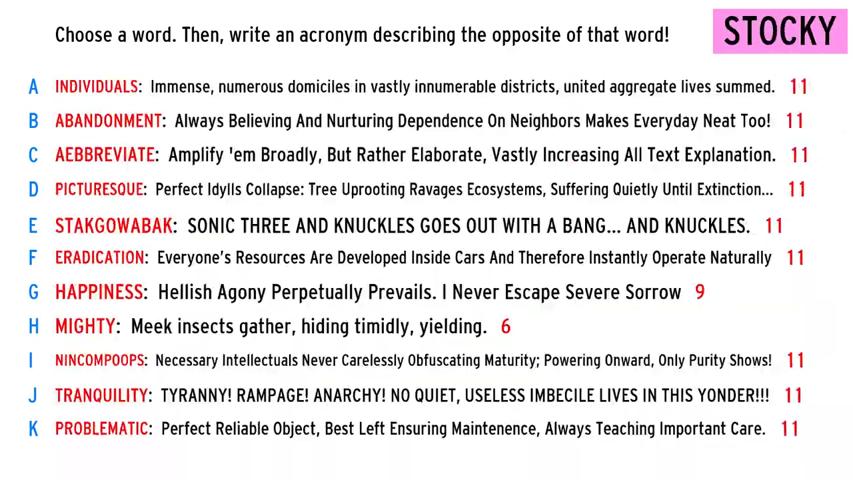 Choose a word. Then, write an acronym describing the opposite of that word!
STOCKY
A INDIVIDUALS: Immense, numerous domiciles in vastly innumerable districts, united aggregate lives summed. 11
B ABANDONMENT: Always Believing And Nurturing Dependence On Neighbors Makes Everyday Neat Too! 11
C AEBBREVIATE: Amplify 'em Broadly, But Rather Elaborate, Vastly Increasing All Text Explanation. 11
D PICTURESQUE: Perfect Idylls Collapse: Tree Uprooting Ravages Ecosystems, Suffering Quietly Until Extinction... 11
E STAKGOWABAK: SONIC THREE AND KNUCKLES GOES OUT WITH A BANG... AND KNUCKLES. 11
F ERADICATION: Everyone's Resources Are Developed Inside Cars And Therefore Instantly Operate Naturally 11
G HAPPINESS: Hellish Agony Perpetually Prevails. I Never Escape Severe Sorrow 9
H MIGHTY: Meek insects gather, hiding timidly, yielding. 6
I NINCOMPOOPS: Necessary Intellectuals Never Carelessly Obfuscating Maturity; Powering Onward, Only Purity Shows! 11
J TRANQUILITY: TYRANNY! RAMPAGE! ANARCHY! NO QUIET, USELESS IMBECILE LIVES IN THIS YONDER!!! 11
K PROBLEMATIC: Perfect Reliable Object, Best Left Ensuring Maintenence, Always Teaching Important Care. 11